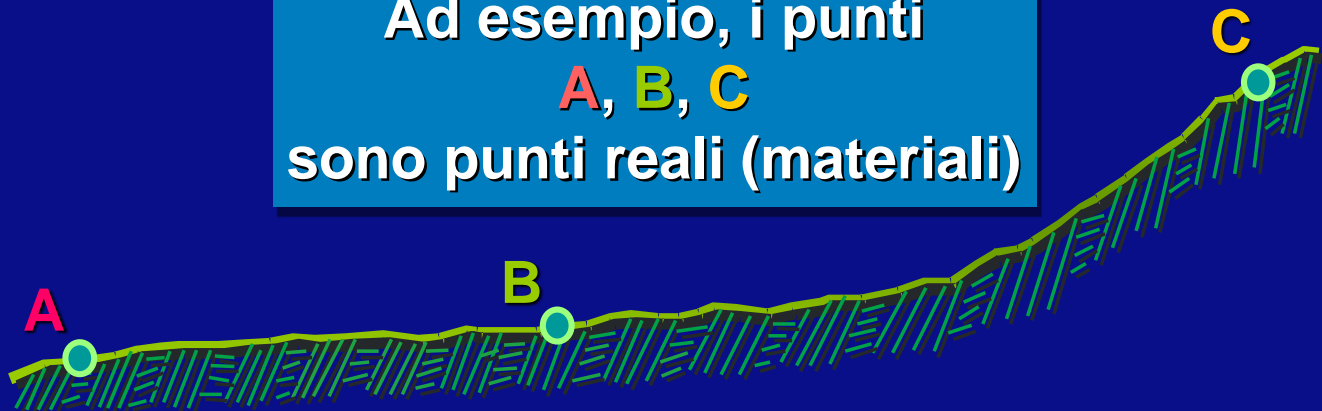 Ad esempio, i punti
A, B, C
sono punti reali (materiali)
C
B
A